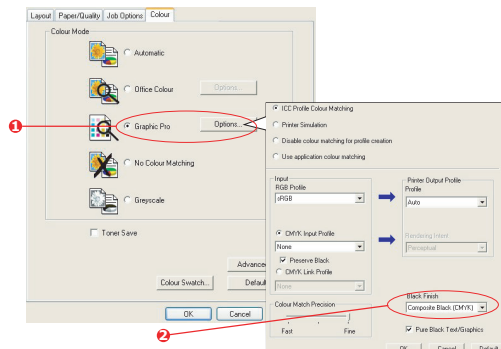 Layout Paper/Quality Job Options Colour
Colour Mode
Automatic
Office Colour Options...
1 Graphic Pro Options...
No Colour Matching
Greyscale
Toner Save
Advanced
Colour Swatch... Default
OK Cancel
2
ICC Profile Colour Matching
Printer Simulation
Disable colour matching for profile creation
Use application colour matching
Input
RGB Profile
sRGB
CMYK Input Profile
None
Preserve Black
CMYK Link Profile
None
Printer Output Profile
Profile
Auto
Rendering Intent
Perceptual
Colour Match Precision
Fast Fine
Black Finish
Composite Black (CMYK)
Pure Black Text/Graphics
OK Cancel Default